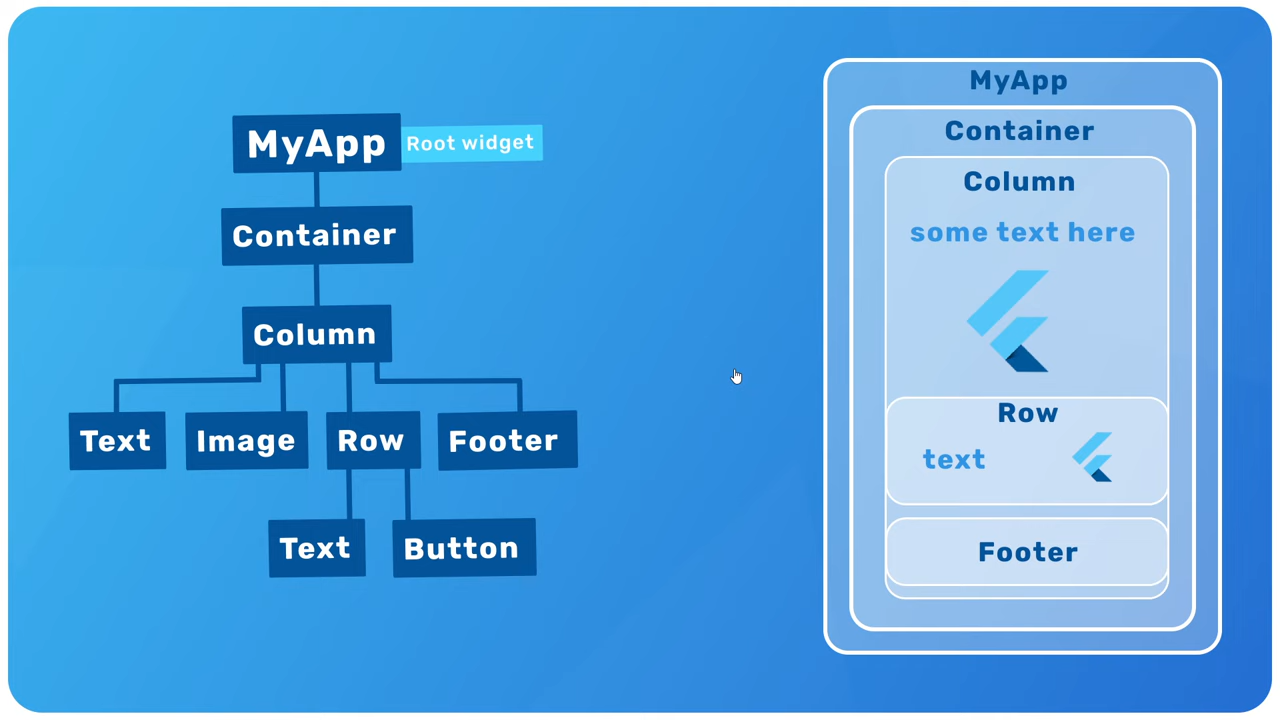 MyApp
Root widget
Container
Column
Text
Image
Row
Footer
Text
Button
MyApp
Container
Column
some text here
Row
text
Footer